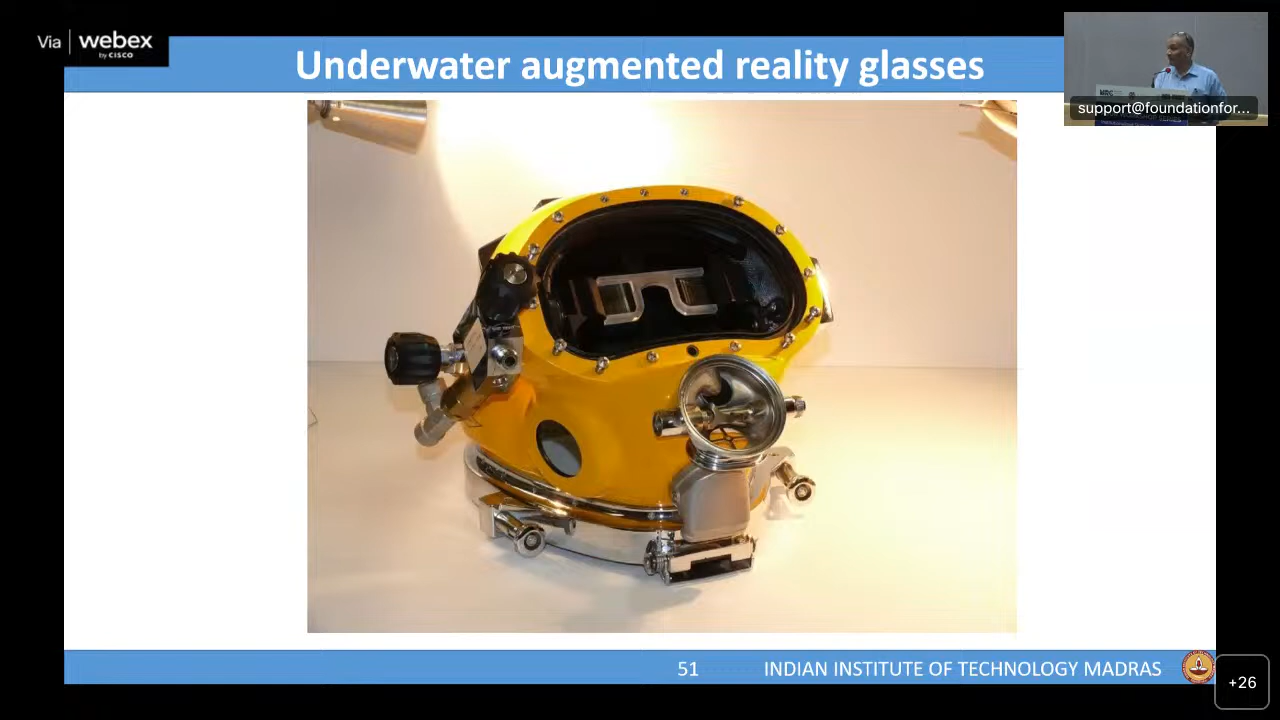 Via webex
by CISCO
Underwater augmented reality glasses
support@foundationfor...
51
INDIAN INSTITUTE OF TECHNOLOGY MADRAS
+26